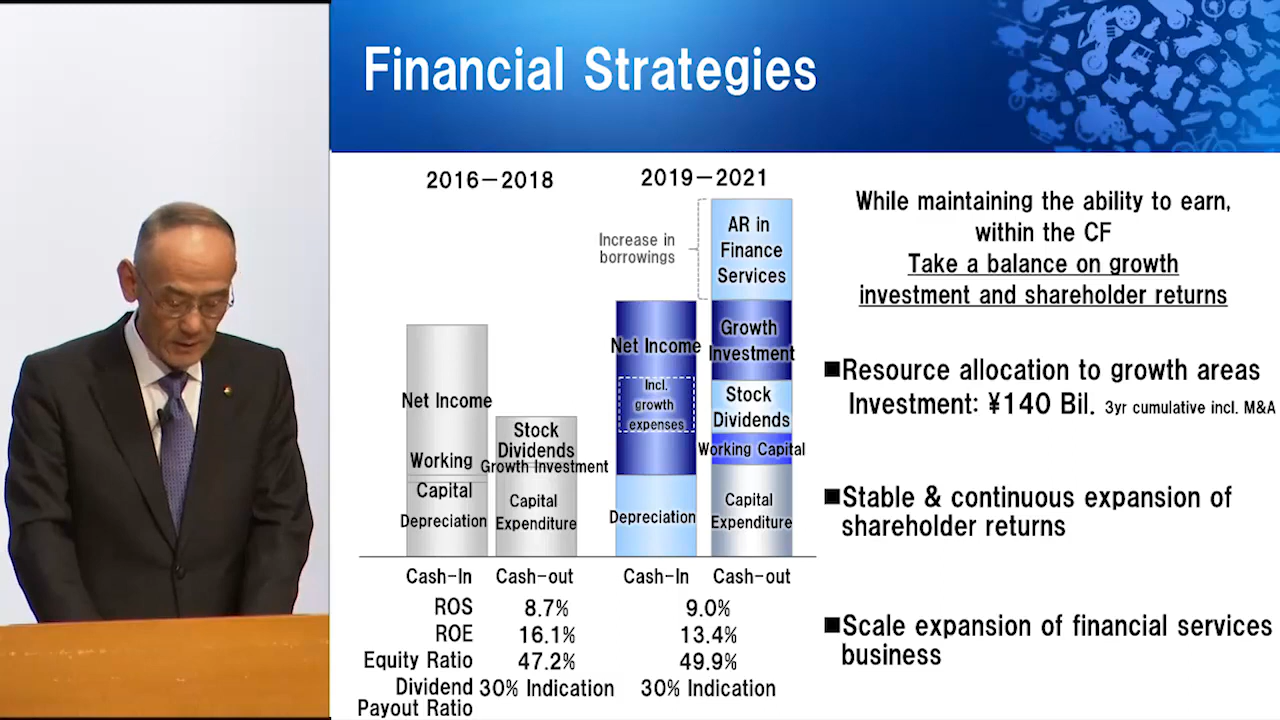 Financial Strategies
2016－2018
2019－2021
Increase in
borrowings
Net Income
Working
Capital
Depreciation
Stock
Dividends
Growth Investment
Capital
Expenditure
Net Income
Incl.
growth
expenses
Depreciation
AR in
Finance
Services
Growth
Investment
Stock
Dividends
Working Capital
Capital
Expenditure
Cash-In Cash-out Cash-In Cash-out
ROS 8.7% 9.0%
ROE 16.1% 13.4%
Equity Ratio 47.2% 49.9%
Dividend 30% Indication 30% Indication
Payout Ratio
While maintaining the ability to earn,
within the CF
Take a balance on growth
investment and shareholder returns
■Resource allocation to growth areas
Investment: ¥140 Bil. 3yr cumulative incl. M&A
■Stable & continuous expansion of
shareholder returns
■Scale expansion of financial services
business